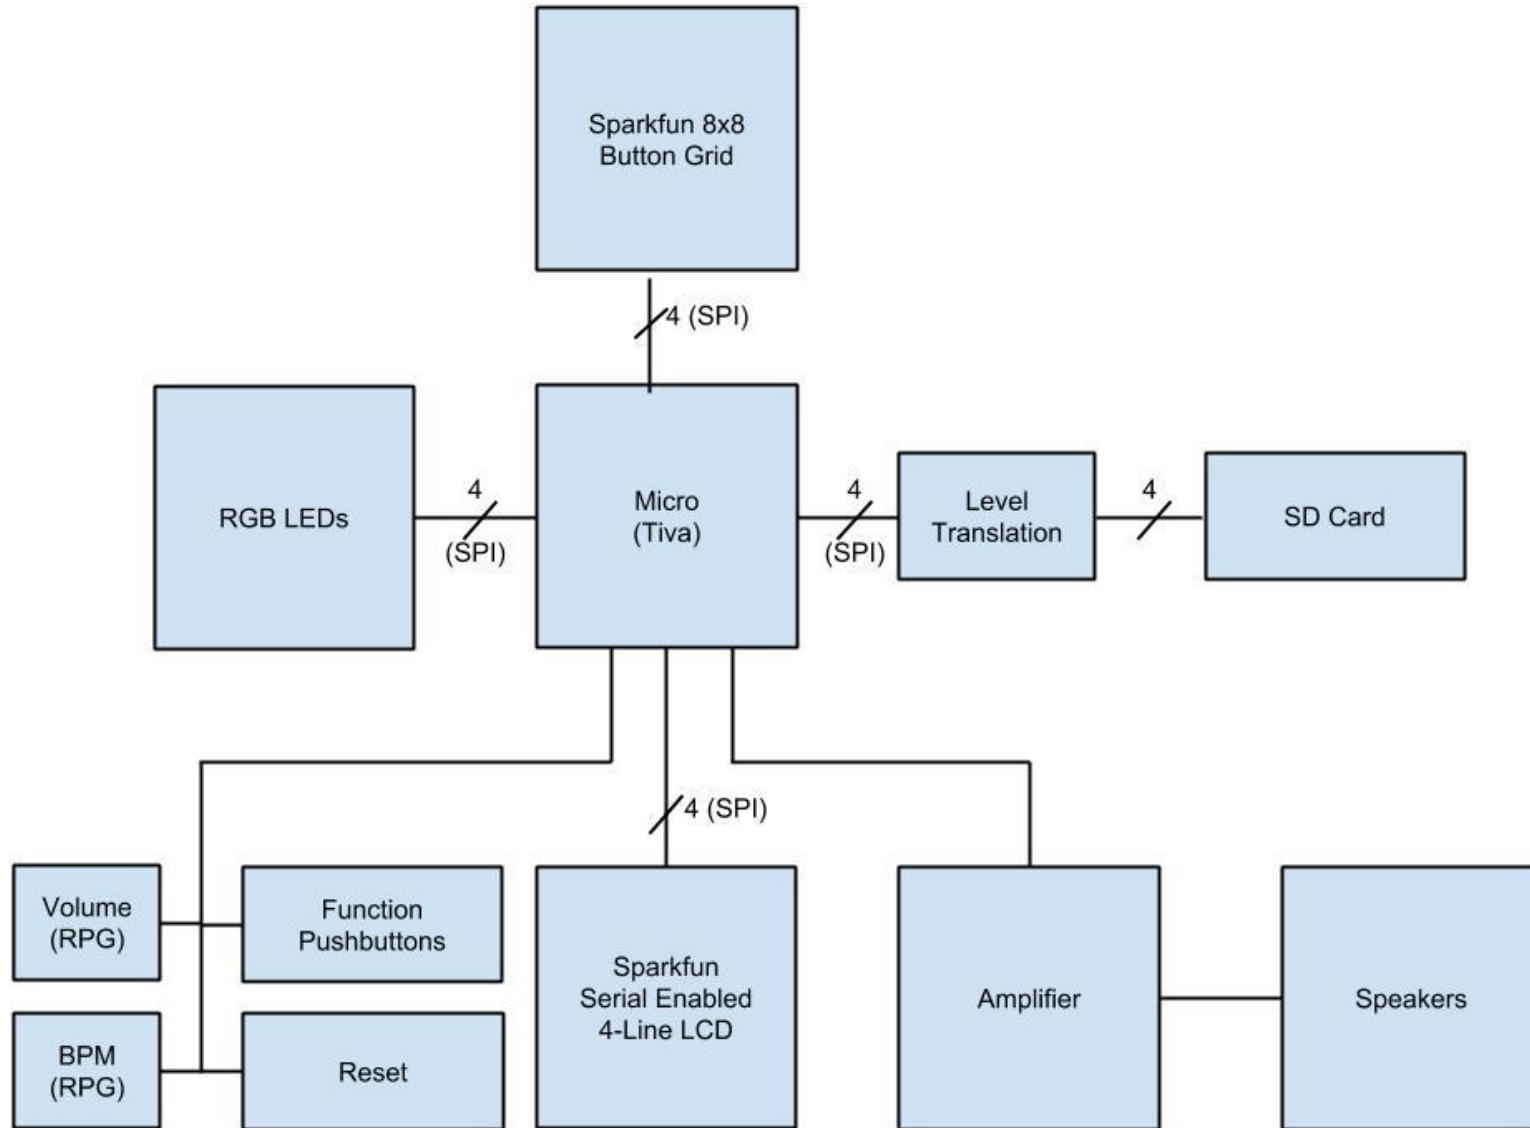 Sparkfun 8x8
Button Grid
4 (SPI)
RGB LEDs
4
(SPI)
Micro
(Tiva)
4
(SPI)
Level
Translation
4
SD Card
4 (SPI)
Volume
(RPG)
Function
Pushbuttons
BPM
(RPG)
Reset
Sparkfun
Serial Enabled
4-Line LCD
Amplifier
Speakers